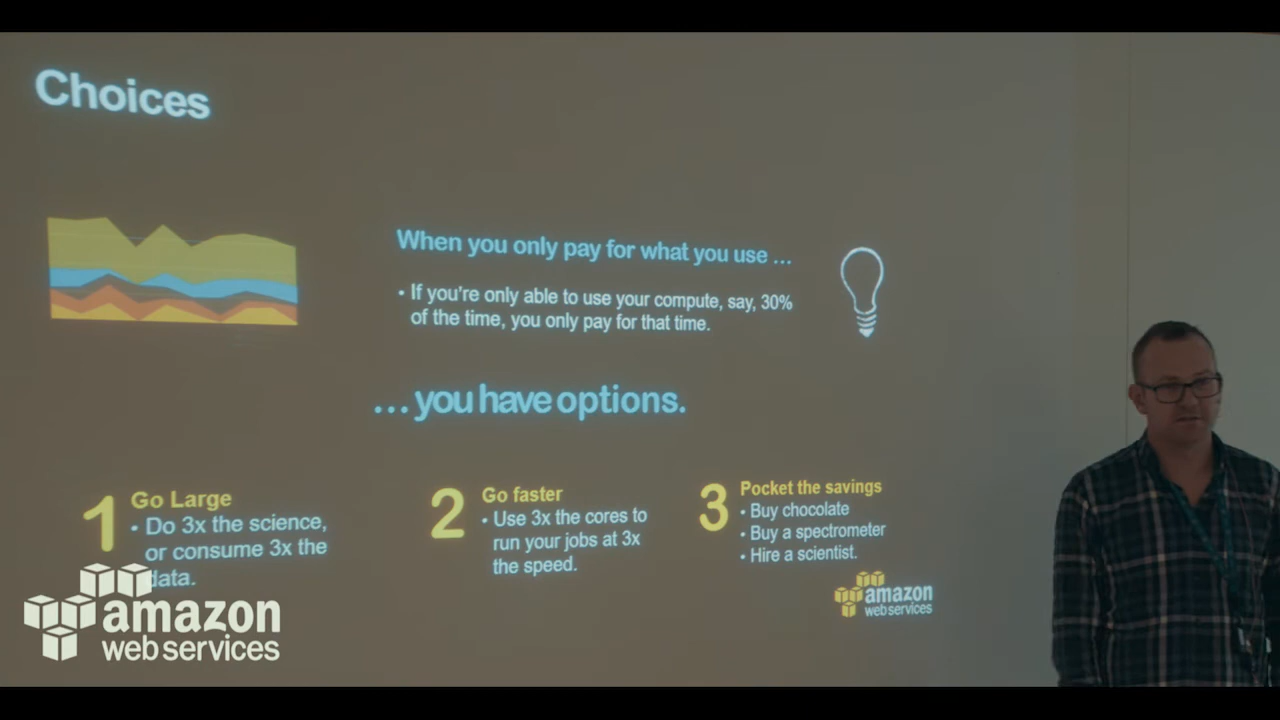 Choices
When you only pay for what you use ...
• If you're only able to use your compute, say, 30%
of the time, you only pay for that time.
...you have options.
1 Go Large
• Do 3x the science,
or consume 3x the
data.
2 Go faster
• Use 3x the cores to
run your jobs at 3x
the speed.
3 Pocket the savings
• Buy chocolate
• Buy a spectrometer
• Hire a scientist.
amazon
web services
amazon
web services